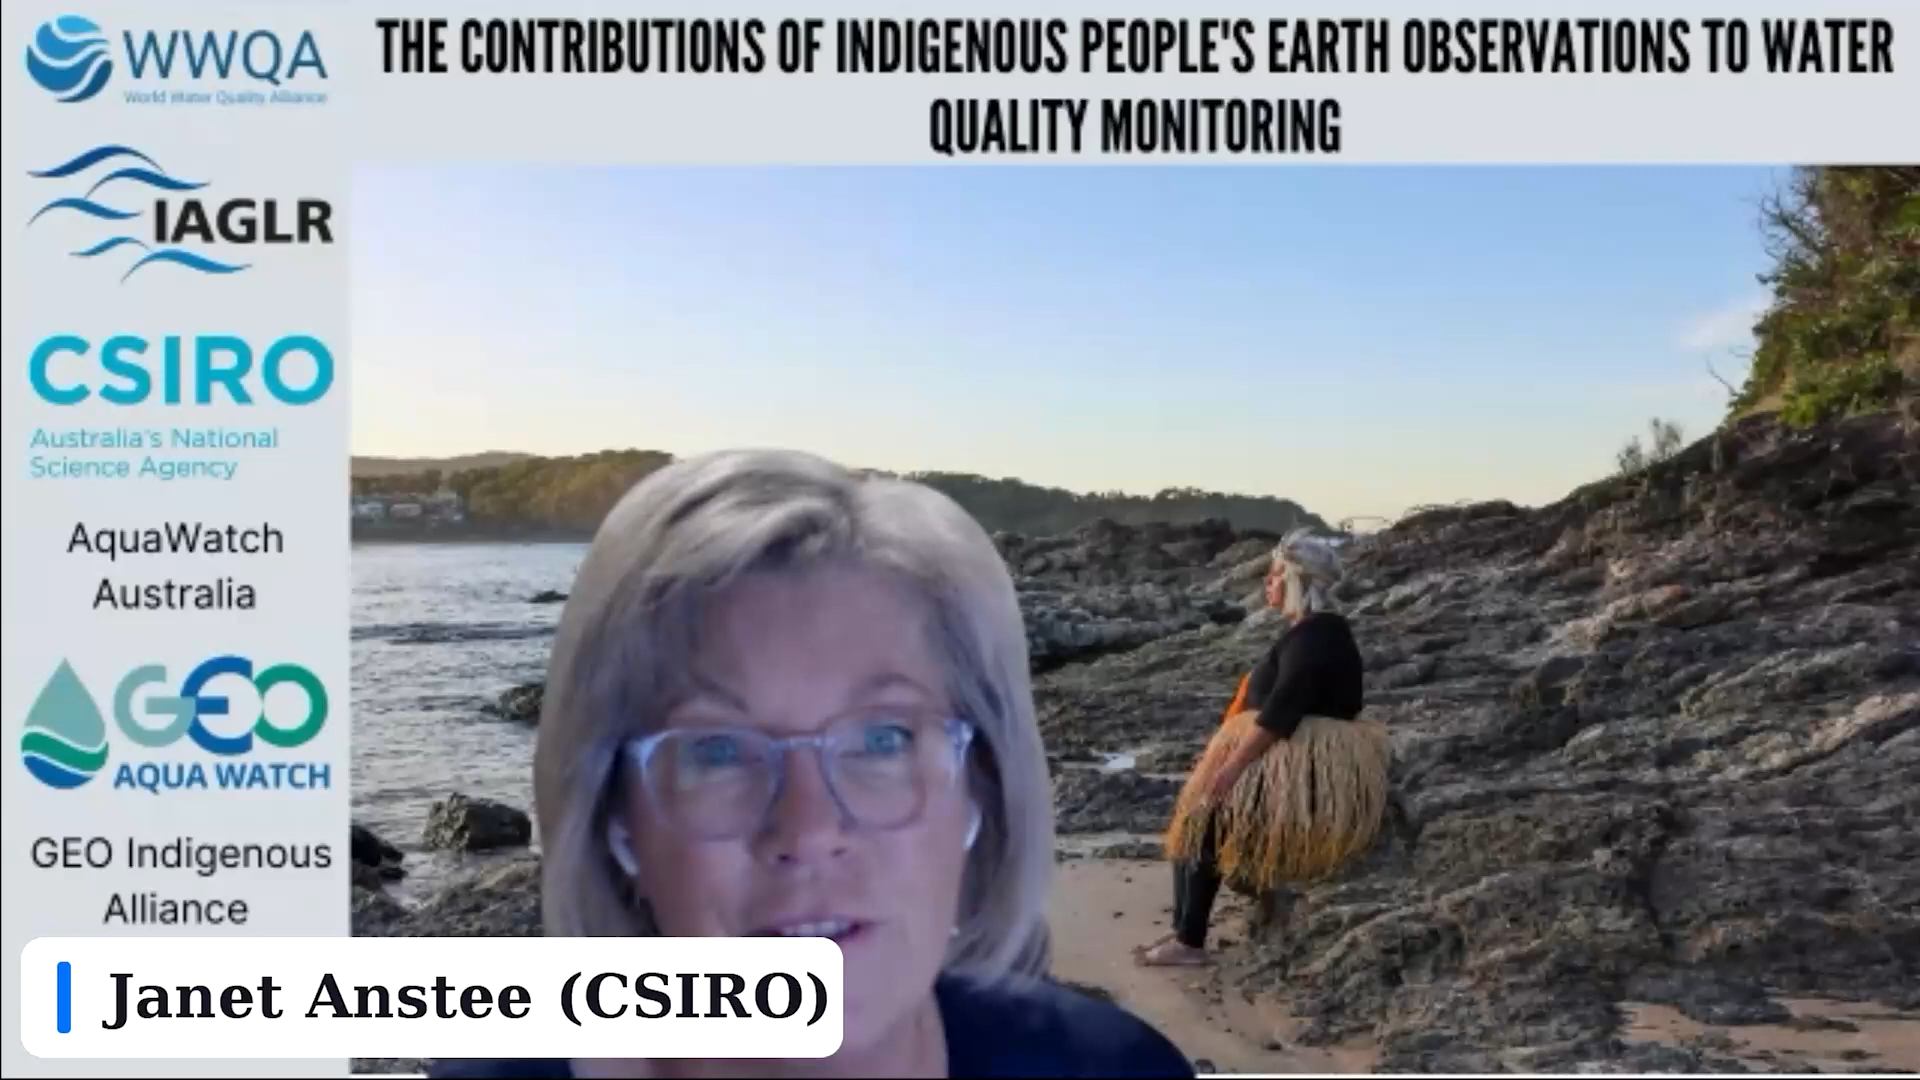 WWQA
World Water Quality Alliance
THE CONTRIBUTIONS OF INDIGENOUS PEOPLE'S EARTH OBSERVATIONS TO WATER
QUALITY MONITORING
IAGLR
CSIRO
Australia's National
Science Agency
AquaWatch
Australia
GEO
AQUA WATCH
GEO Indigenous
Alliance
Janet Anstee (CSIRO)